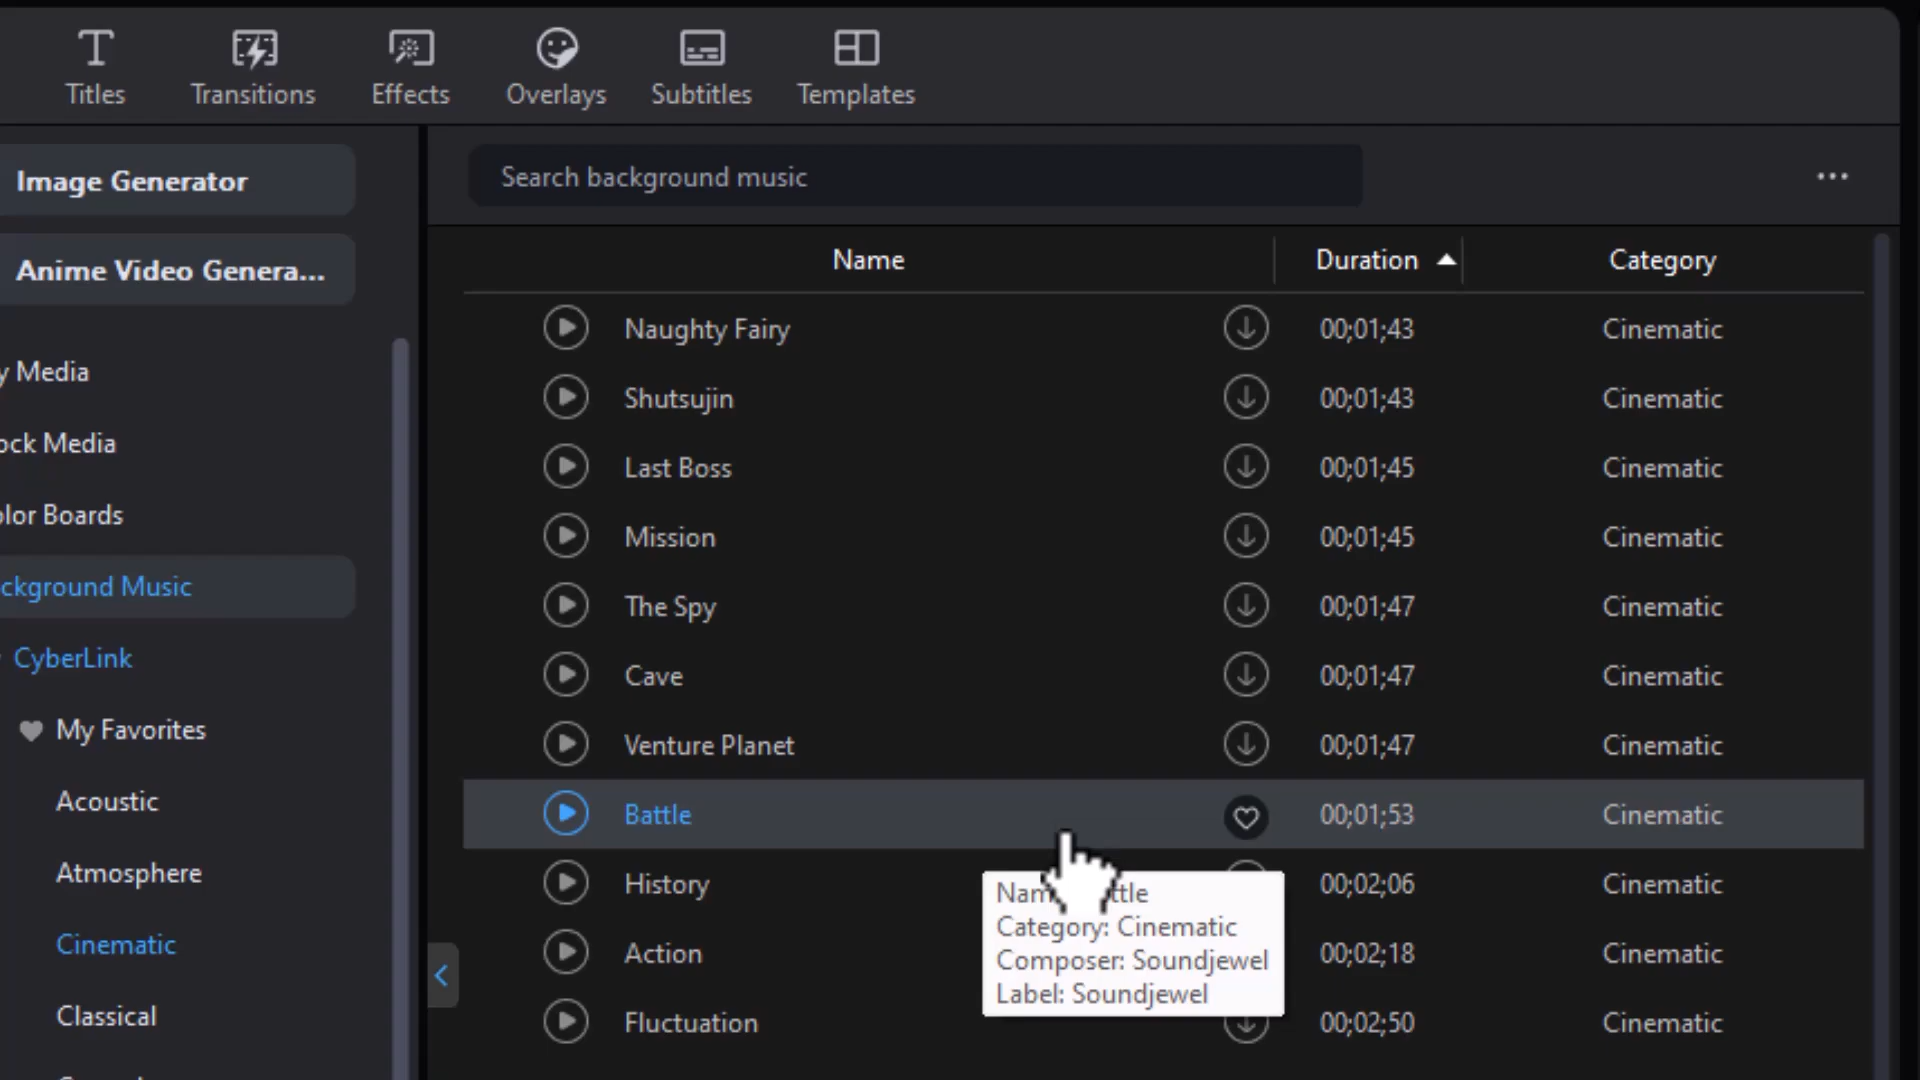 Titles Transitions Effects Overlays Subtitles Templates
Image Generator
Anime Video Genera...
y Media
ock Media
olor Boards
ckground Music
CyberLink
My Favorites
Acoustic
Atmosphere
Cinematic
Classical
Search background music
Name Duration Category
Naughty Fairy 00;01;43 Cinematic
Shutsujin 00;01;43 Cinematic
Last Boss 00;01;45 Cinematic
Mission 00;01;45 Cinematic
The Spy 00;01;47 Cinematic
Cave 00;01;47 Cinematic
Venture Planet 00;01;47 Cinematic
Battle 00;01;53 Cinematic
History 00;02;06 Cinematic
Action 00;02;18 Cinematic
Fluctuation 00;02;50 Cinematic
Nam ttle
Category: Cinematic
Composer: Soundjewel
Label: Soundjewel